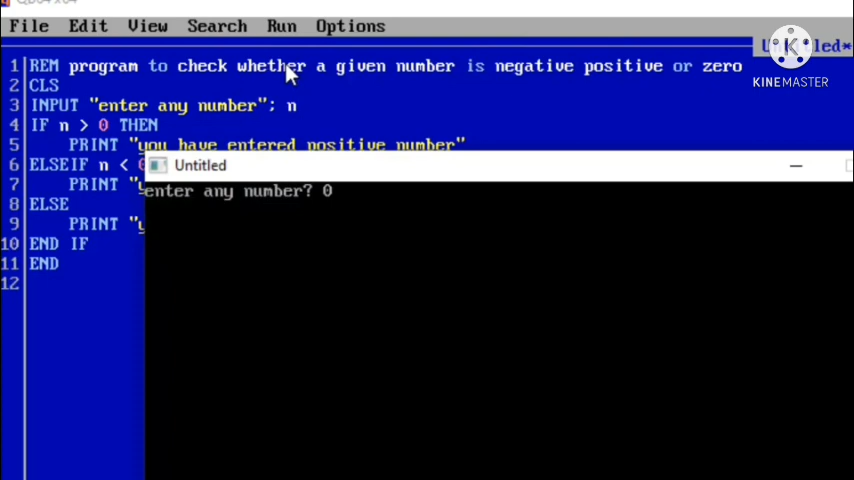 File Edit View Search Run Options
Untitled*
KINEMASTER
1 REM program to check whether a given number is negative positive or zero
2 CLS
3 INPUT "enter any number"; n
4 IF n > 0 THEN
5 PRINT "you have entered positive number"
6 ELSEIF n <
7 PRINT "y
8 ELSE
9 PRINT "y
10 END IF
11 END
12
Untitled
enter any number? 0